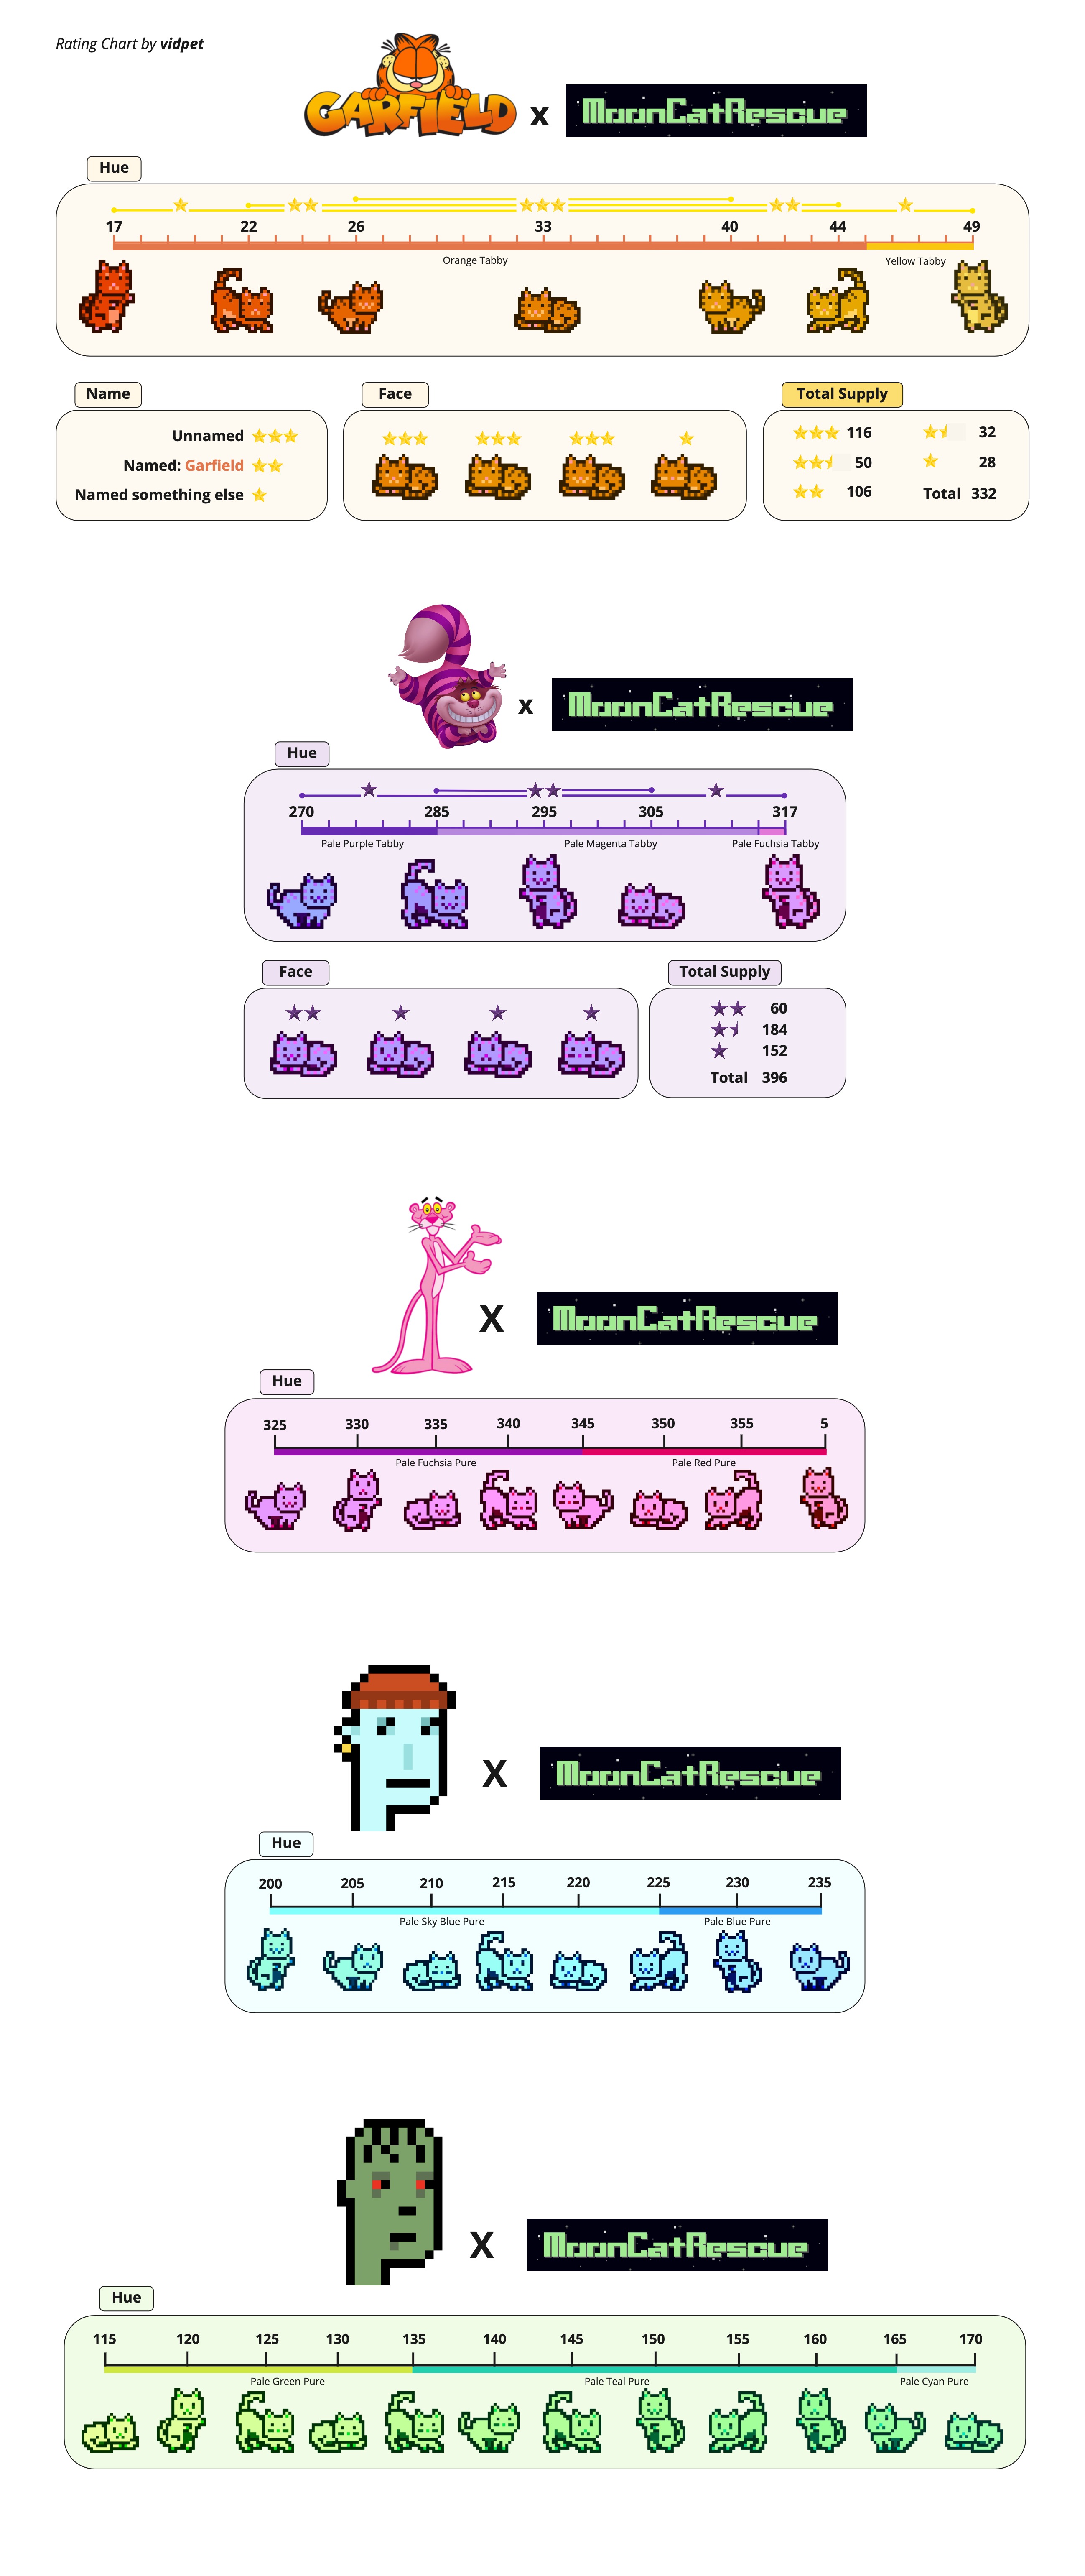 Rating Chart by vidpet
GARFIELD x MoonCatRescue
Hue
17 22 26 33 40 44 49
Orange Tabby Yellow Tabby
Name
Unnamed
Named: Garfield
Named something else
Face
Total Supply
116 32
50 28
106 Total 332
x MoonCatRescue
Hue
270 285 295 305 317
Pale Purple Tabby Pale Magenta Tabby Pale Fuchsia Tabby
Face
Total Supply
60
184
152
Total 396
X MoonCatRescue
Hue
325 330 335 340 345 350 355 5
Pale Fuchsia Pure Pale Red Pure
X MoonCatRescue
Hue
200 205 210 215 220 225 230 235
Pale Sky Blue Pure Pale Blue Pure
X MoonCatRescue
Hue
115 120 125 130 135 140 145 150 155 160 165 170
Pale Green Pure Pale Teal Pure Pale Cyan Pure